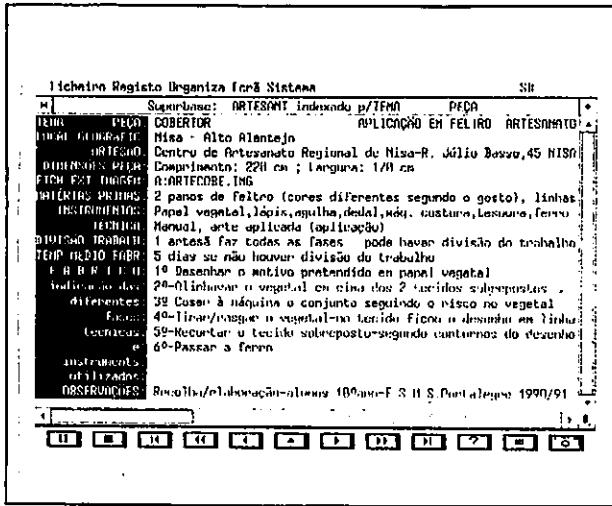 Ficheiro Registo Organiza Ecrã Sistema SB
Superbase: ARTESANT indexado p/TEMA PEÇA
TEMA PEÇA: COBERTOR APLICAÇÃO EM FELTRO ARTESANATO
LOCAL GEOGRAFIC: Nisa - Alto Alentejo
ARTESÃO: Centro de Artesanato Regional de Nisa-R. Júlio Basso,45 NISA
DIMENSÕES PEÇA: Comprimento: 220 cm ; Largura: 170 cm
FICH EXT IMAGEM: A:ARTECOBE.IMG
MATÉRIAS PRIMAS: 2 panos de feltro (cores diferentes segundo o gosto), linhas
INSTRUMENTOS: Papel vegetal,lápis,agulha,dedal,máq. costura,tesoura,ferro
TÉCNICA: Manual, arte aplicada (aplicação)
DIVISÃO TRABALH: 1 artesã faz todas as fases pode haver divisão do trabalho
TEMP MEDIO FABR: 5 dias se não houver divisão do trabalho
F A B R I C O: 1º Desenhar o motivo pretendido em papel vegetal
indicação das: 2º-Alinhavar o vegetal em cima dos 2 tecidos sobrepostos .
diferentes: 3º Coser à máquina o conjunto seguindo o risco no vegetal
fases: 4º-Tirar/rasgar o vegetal-no tecido ficou o desenho em linha
tecnicas: 5º-Recortar o tecido sobreposto-segundo contornos do desenho
e: 6º-Passar a ferro
instruments:
utilizados:
OBSERVAÇÕES: Recolha/elaboração-alunos 10ºano-E S M S.Portalegre 1990/91